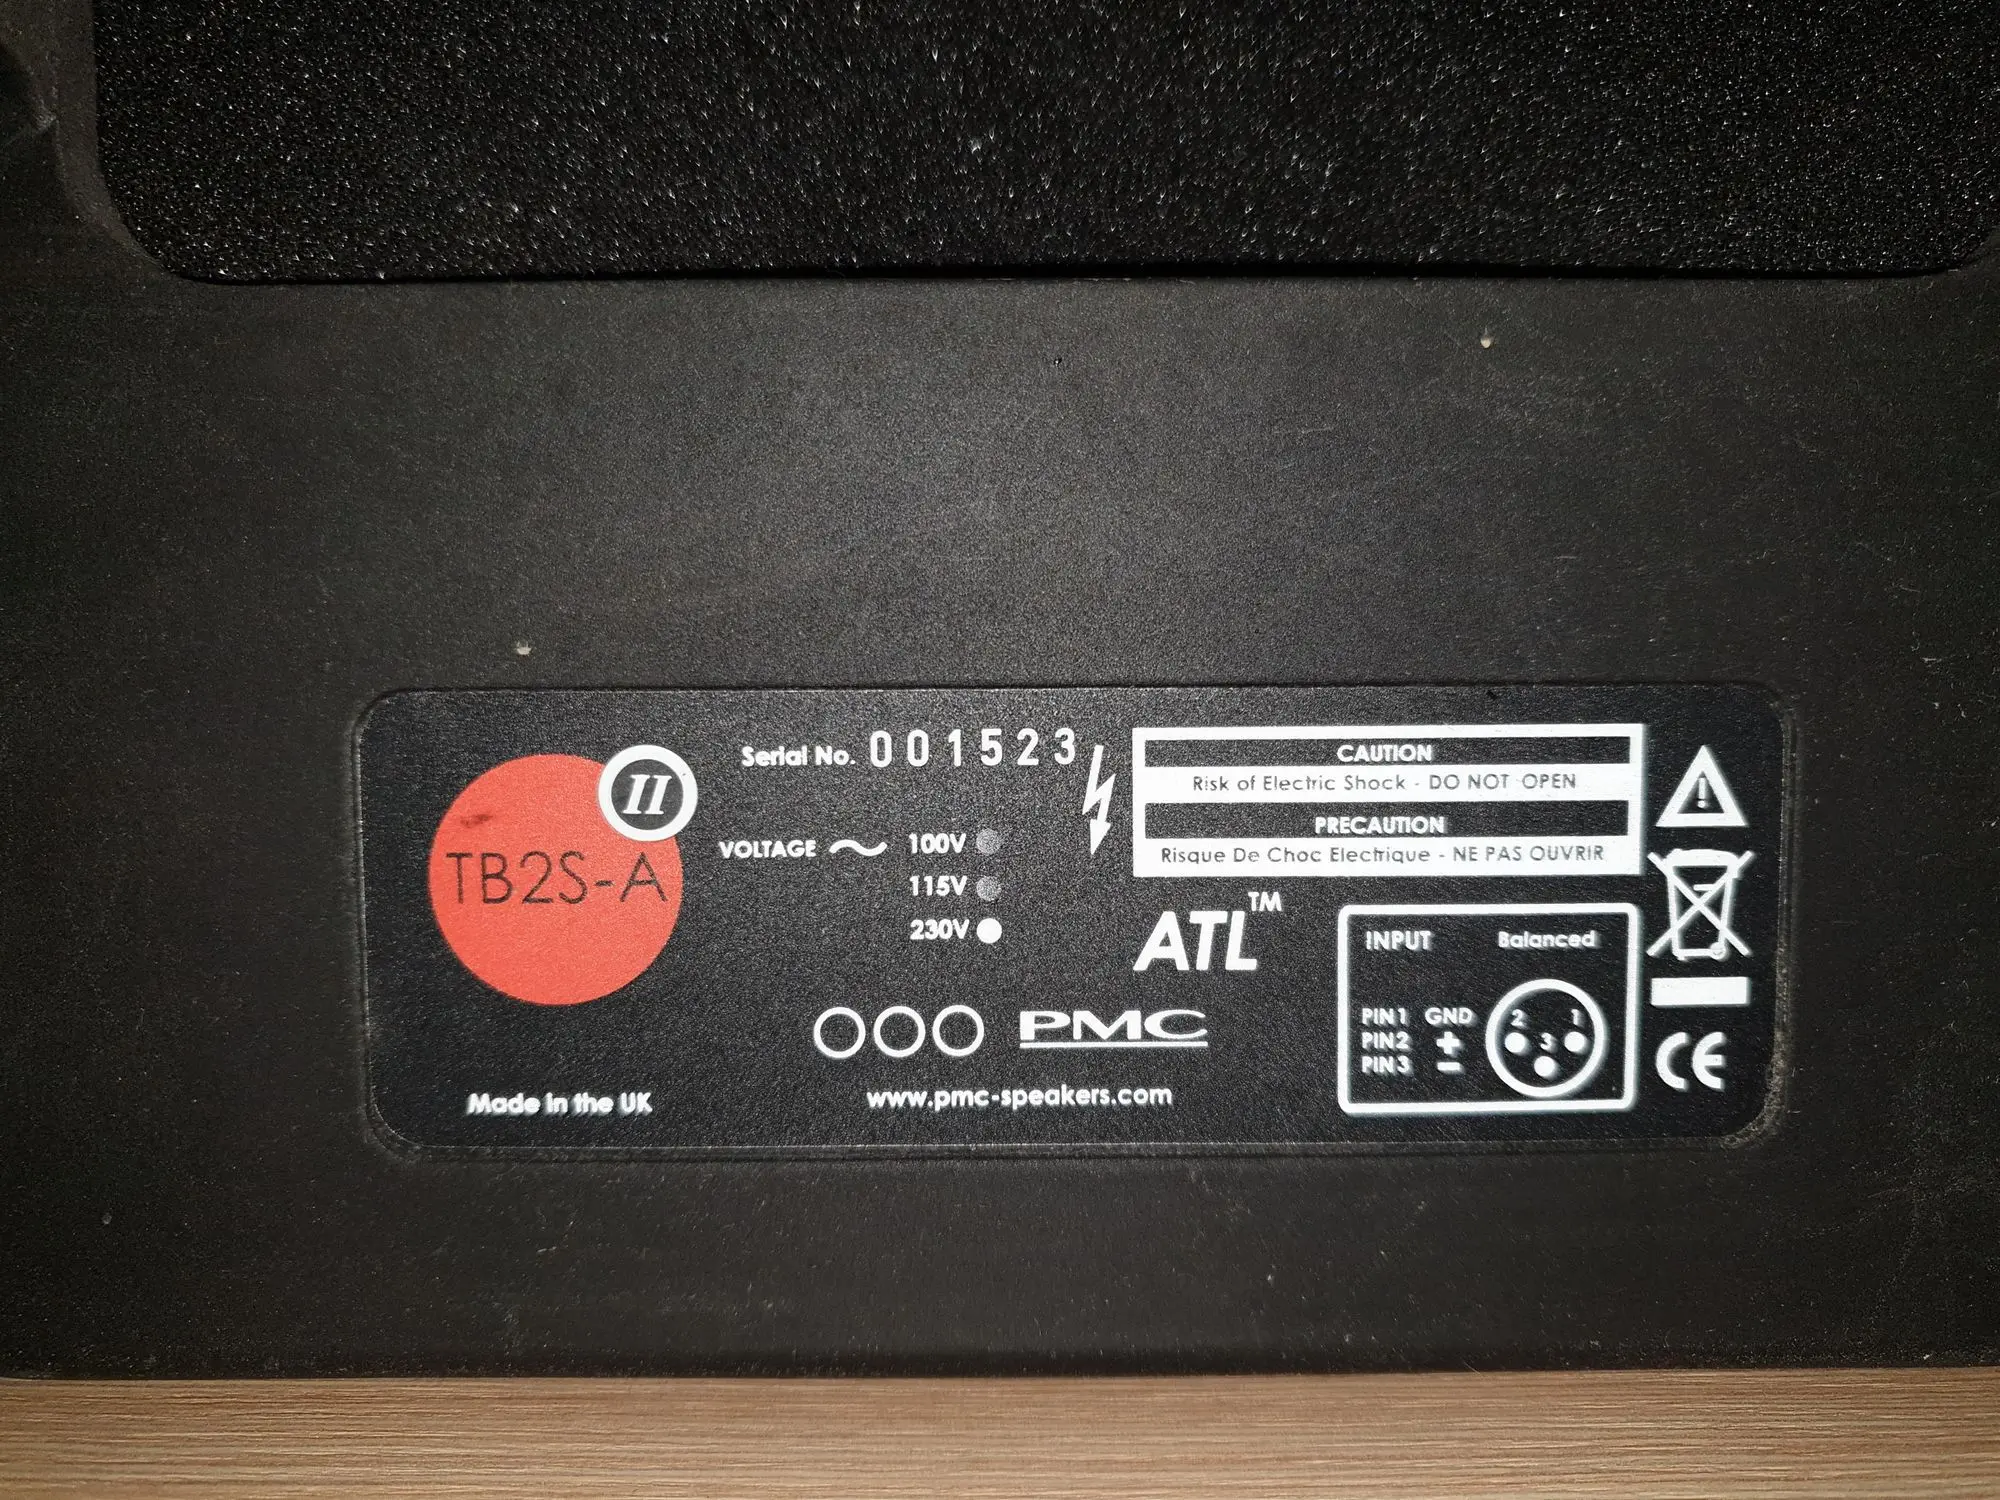 II
TB2S-A
Made in the UK
Serial No. 001523
VOLTAGE 100V
115V
230V
PMC
www.pmc-speakers.com
CAUTION
Risk of Electric Shock - DO NOT OPEN
PRECAUTION
Risque De Choc Electrique - NE PAS OUVRIR
ATL™
INPUT Balanced
PIN1 GND
PIN2 +
PIN3 -
2 1
3
CE